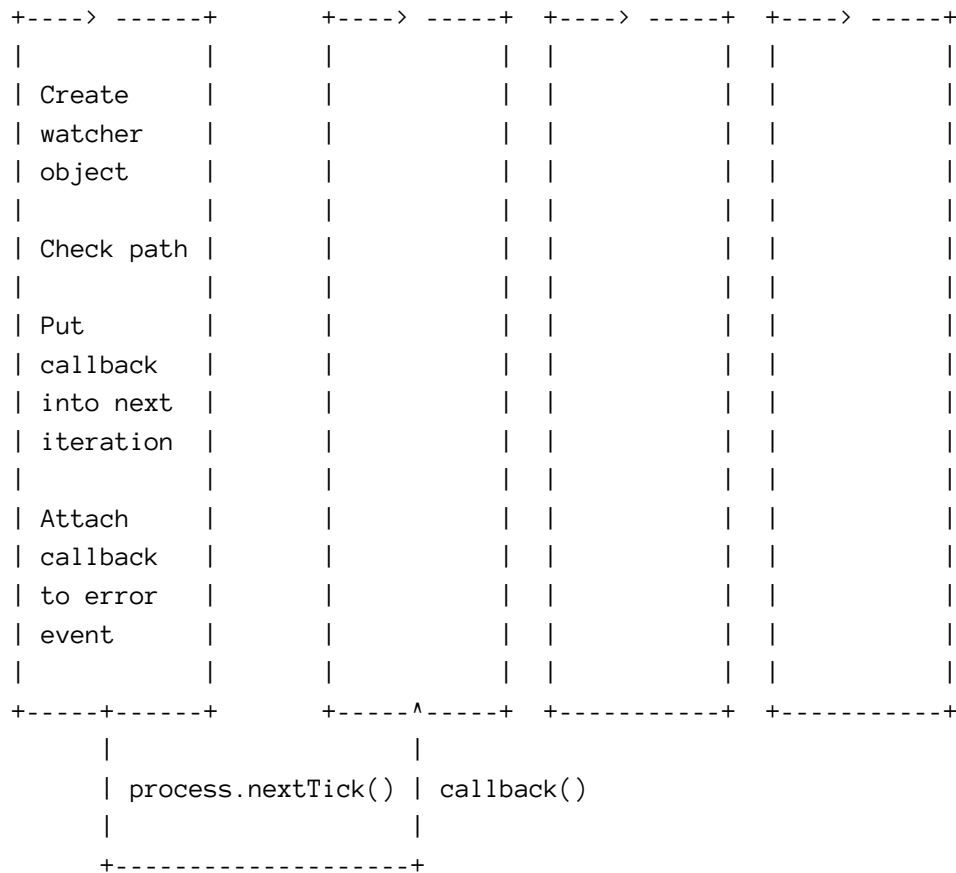 Create
watcher
object
Check path
Put
callback
into next
iteration
Attach
callback
to error
event
process.nextTick() callback()